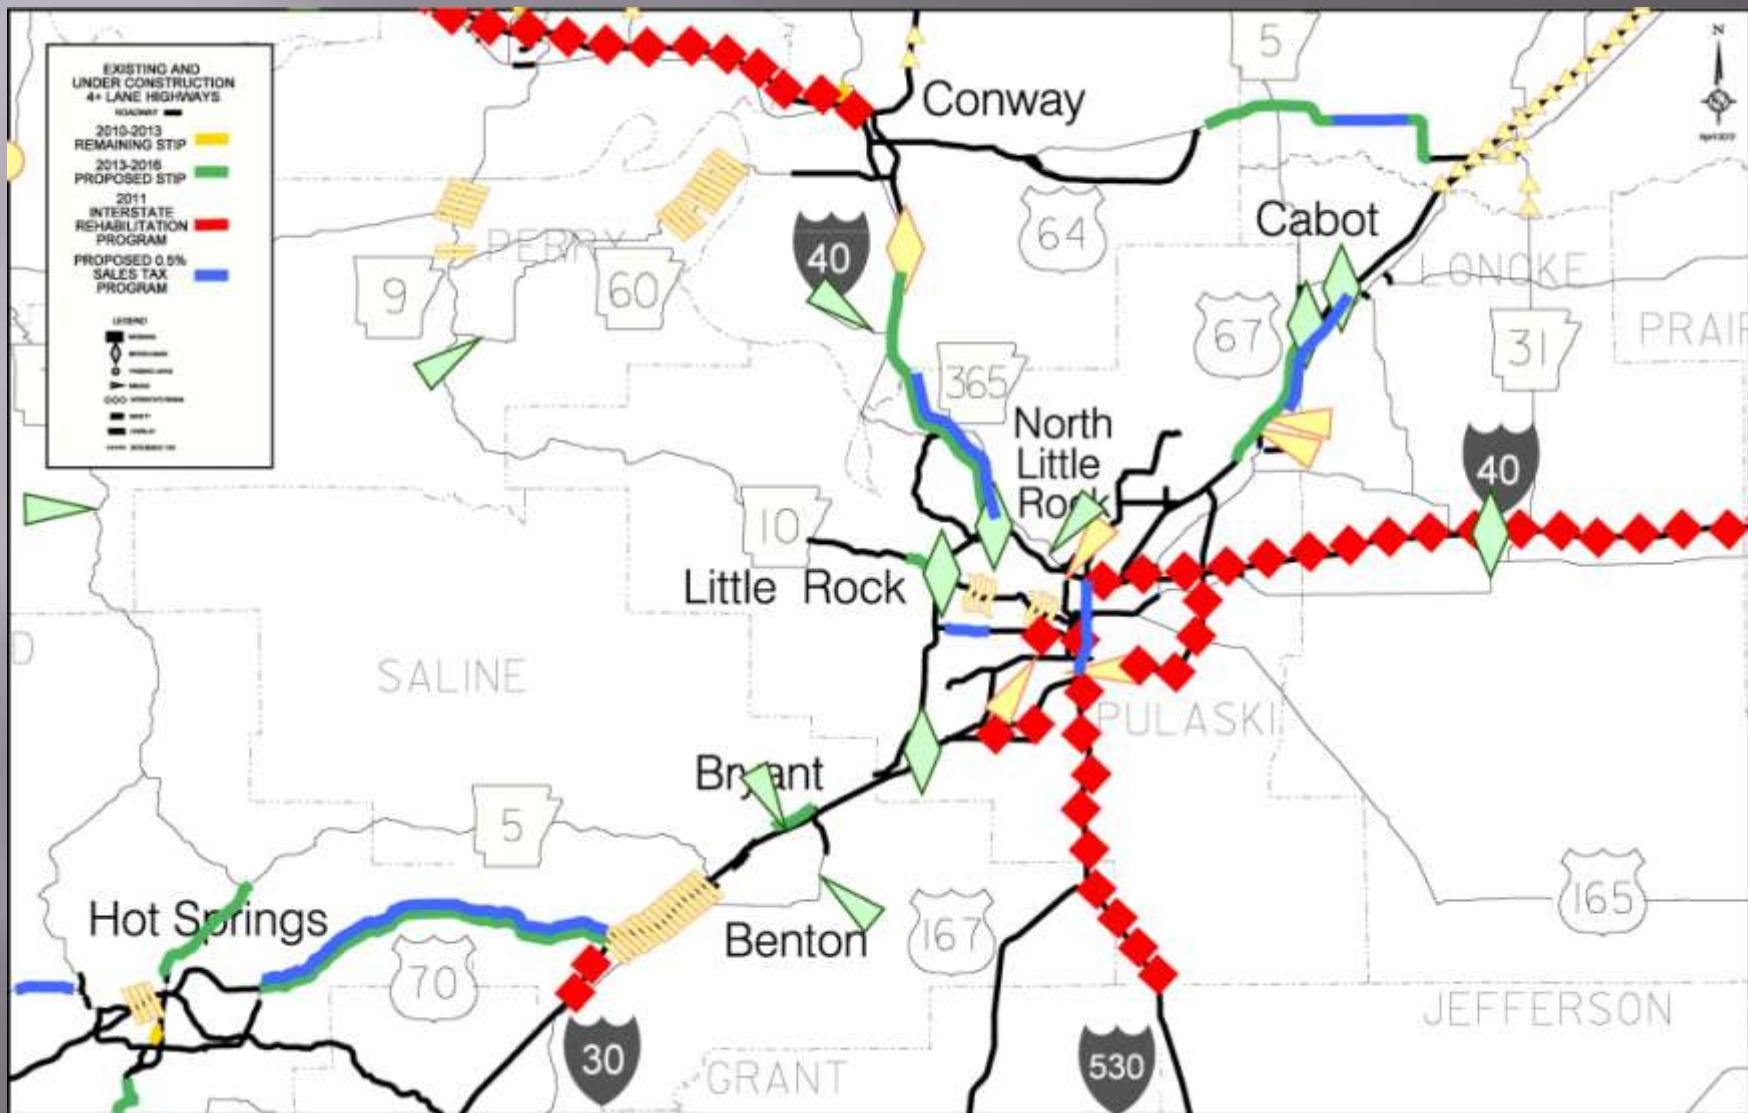 EXISTING AND
UNDER CONSTRUCTION
4+ LANE HIGHWAYS
ROADWAY
2010-2013
REMAINING STIP
2013-2016
PROPOSED STIP
2011
INTERSTATE
REHABILITATION
PROGRAM
PROPOSED 0.5%
SALES TAX
PROGRAM
LEGEND
N
5
Conway
64
Cabot
PERRY
40
LONOKE
9
60
67
31
PRAIR
365
North
Little
Rock
40
10
Little Rock
D
SALINE
PULASKI
Bryant
5
165
Hot Springs
167
Benton
70
JEFFERSON
30
530
GRANT